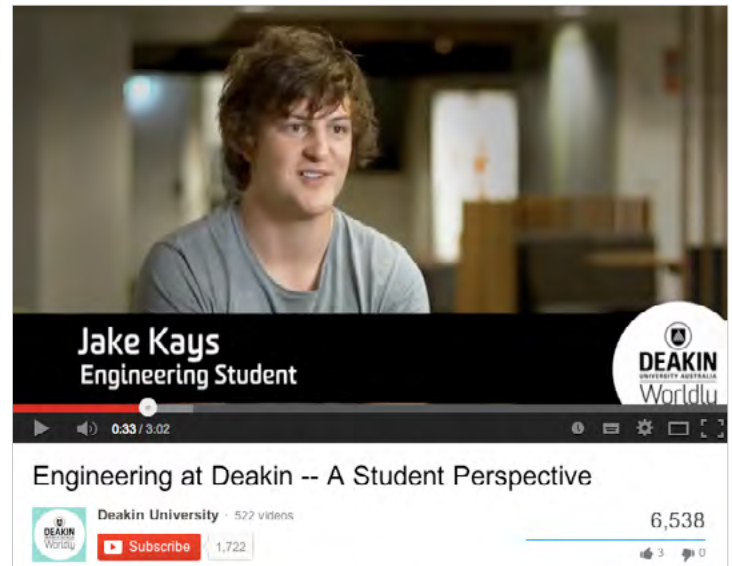 Jake Kays
Engineering Student
DEAKIN
UNIVERSITY AUSTRALIA
Worldly
0:33 / 3:02
Engineering at Deakin -- A Student Perspective
Deakin University · 522 videos
6,538
DEAKIN
Worldly
Subscribe 1,722
3 0